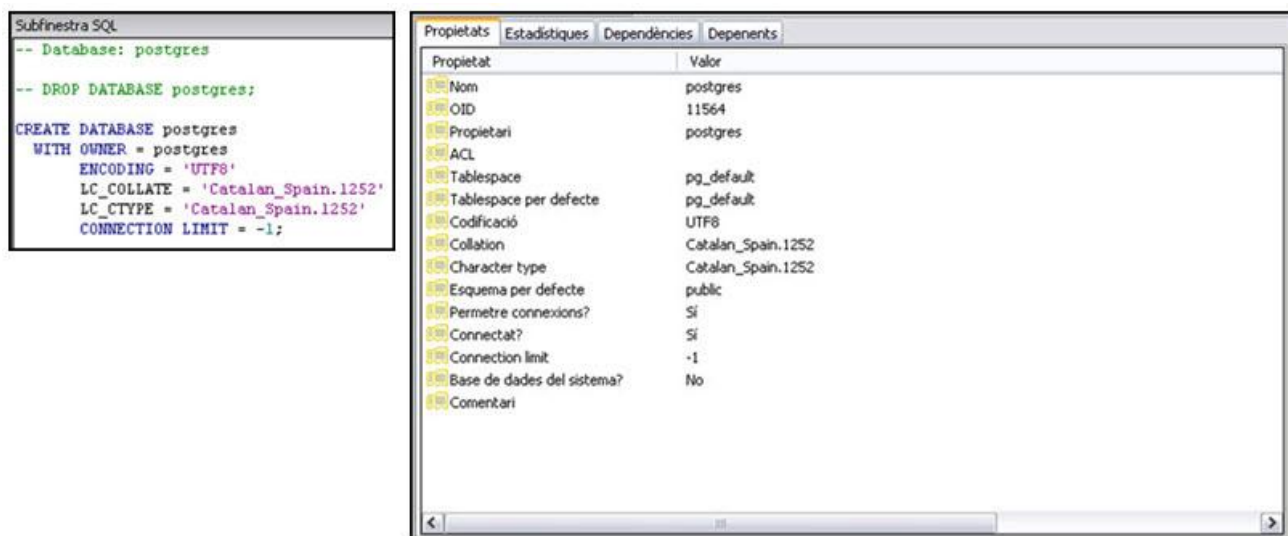 Subfinestra SQL
-- Database: postgres
-- DROP DATABASE postgres;
CREATE DATABASE postgres
WITH OWNER = postgres
ENCODING = 'UTF8'
LC_COLLATE = 'Catalan_Spain.1252'
LC_CTYPE = 'Catalan_Spain.1252'
CONNECTION LIMIT = -1;
Propietats Estadístiques Dependències Depenents
Propietat Valor
Nom postgres
OID 11564
Propietari postgres
ACL
Tablespace pg_default
Tablespace per defecte pg_default
Codificació UTF8
Collation Catalan_Spain.1252
Character type Catalan_Spain.1252
Esquema per defecte public
Permetre connexions? Sí
Connectat? Sí
Connection limit -1
Base de dades del sistema? No
Comentari